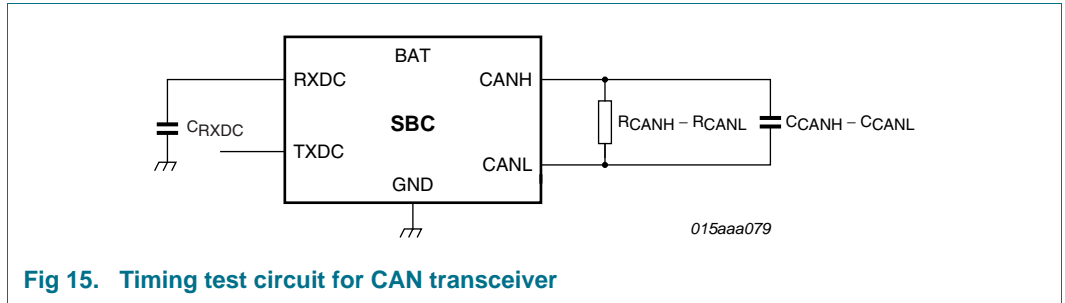 BAT
RXDC
CANH
CRXDC
SBC
RCANH – RCANL
CCANH – CCANL
TXDC
CANL
GND
015aaa079
Fig 15. Timing test circuit for CAN transceiver